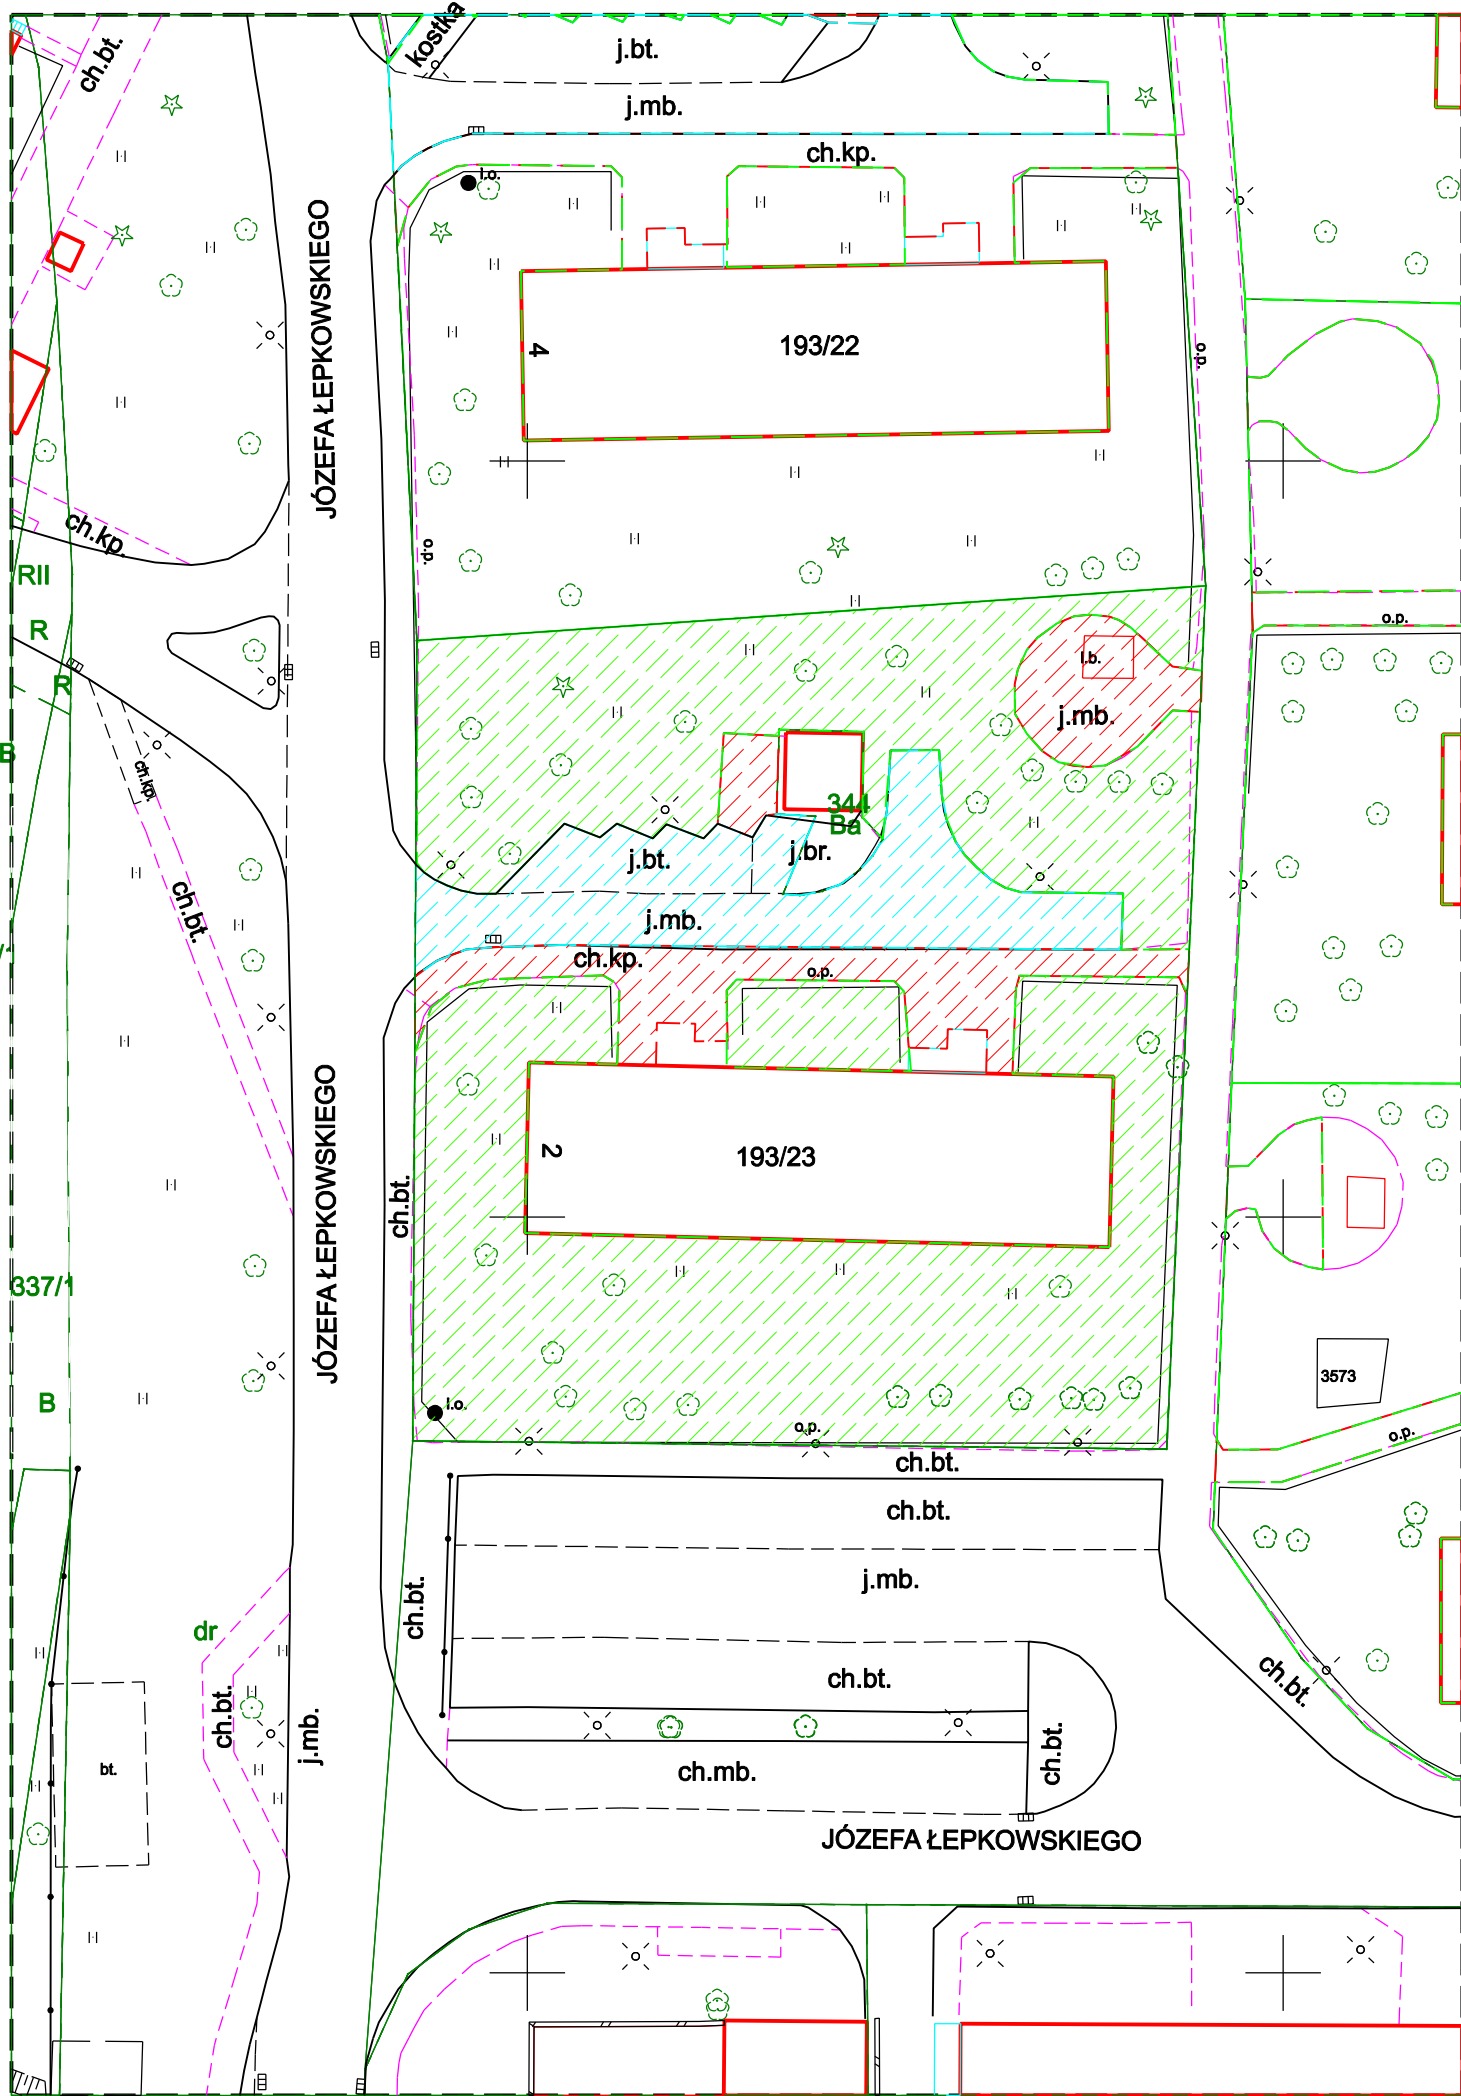 kostka
ch.bt.
j.bt.
j.mb.
ch.kp.
l.o.
JÓZEFA ŁEPKOWSKIEGO
4
193/22
o.p.
ch.kp.
o.p.
RII
R
o.p.
R
l.b.
j.mb.
B
ch.kp.
344
Ba
j.bt.
j.br.
ch.bt.
j.mb.
/1
ch.kp.
o.p.
JÓZEFA ŁEPKOWSKIEGO
2
193/23
ch.bt.
337/1
3573
B
l.o.
o.p.
o.p.
ch.bt.
ch.bt.
j.mb.
ch.bt.
dr
ch.bt.
ch.bt.
ch.bt.
j.mb.
bt.
ch.mb.
ch.bt.
JÓZEFA ŁEPKOWSKIEGO